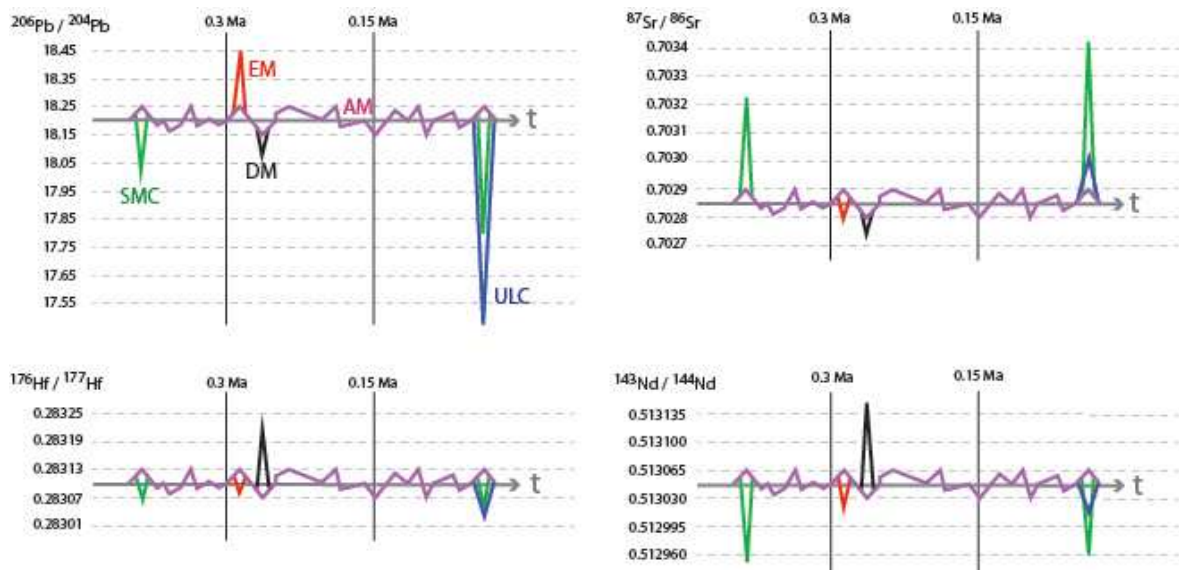 206Pb / 204Pb
0.3 Ma
0.15 Ma
18.45
18.35
18.25
18.15
18.05
17.95
17.85
17.75
17.65
17.55
EM
AM
DM
SMC
ULC
t
87Sr / 86Sr
0.3 Ma
0.15 Ma
0.7034
0.7033
0.7032
0.7031
0.7030
0.7029
0.7028
0.7027
t
176Hf / 177Hf
0.3 Ma
0.15 Ma
0.28325
0.28319
0.28313
0.28307
0.28301
t
143Nd / 144Nd
0.3 Ma
0.15 Ma
0.513135
0.513100
0.513065
0.513030
0.512995
0.512960
t